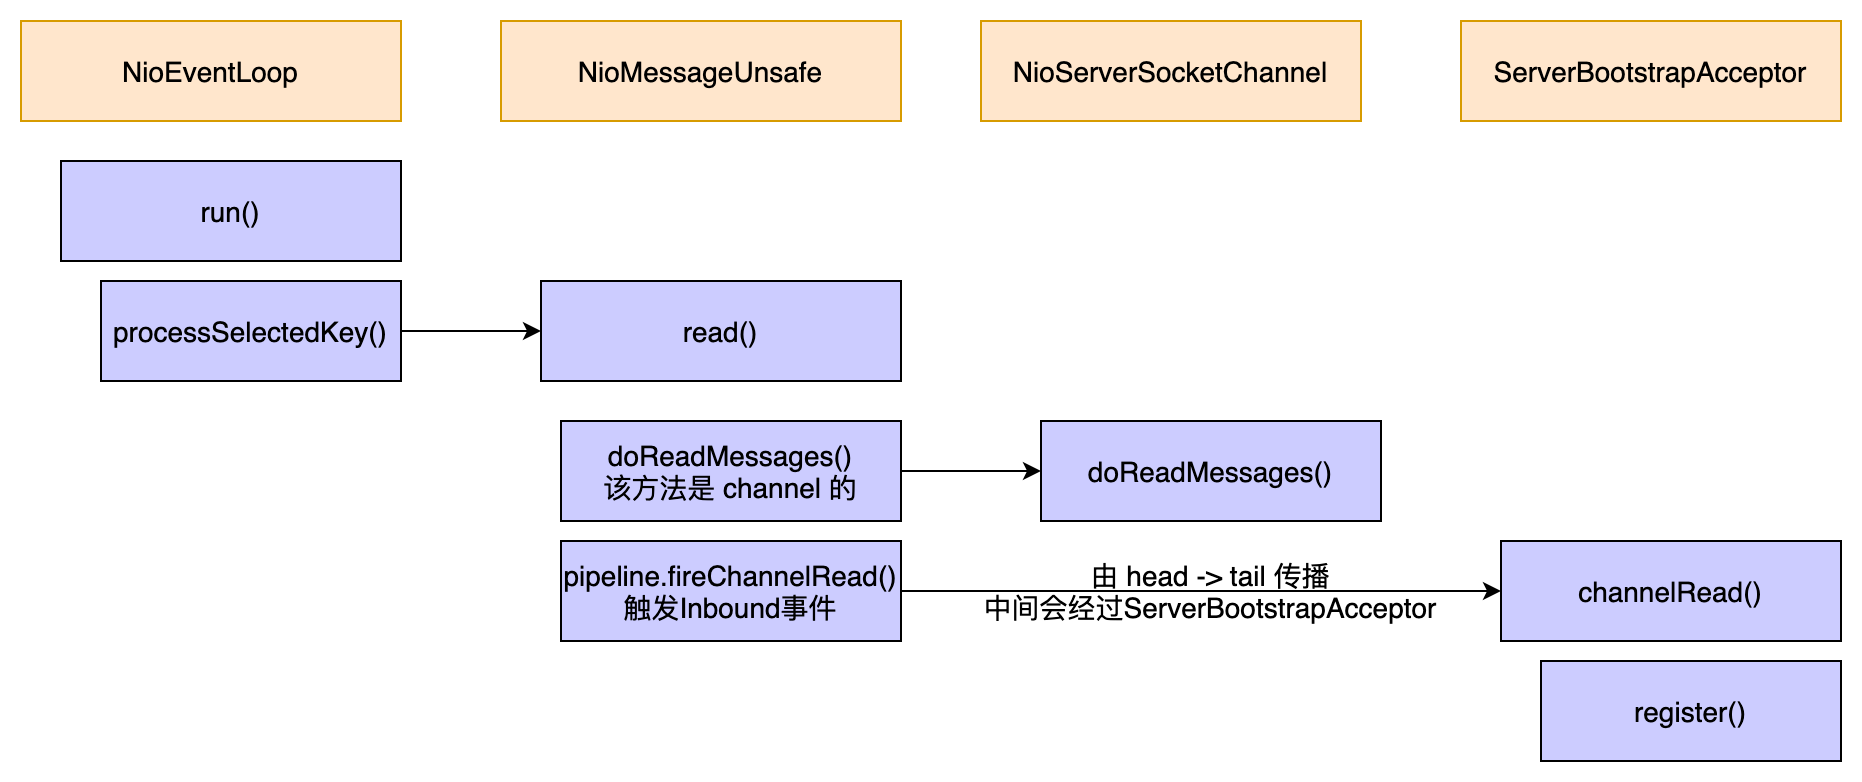 NioEventLoop
NioMessageUnsafe
NioServerSocketChannel
ServerBootstrapAcceptor
run()
processSelectedKey()
read()
doReadMessages()
该方法是 channel 的
doReadMessages()
pipeline.fireChannelRead()
触发Inbound事件
由 head -> tail 传播
中间会经过ServerBootstrapAcceptor
channelRead()
register()